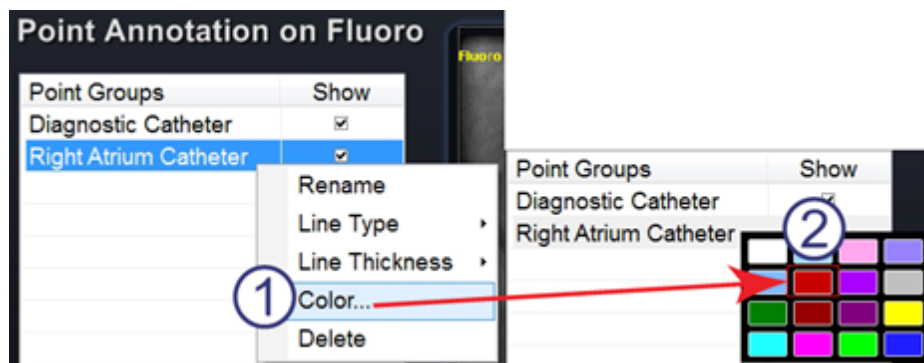 Point Annotation on Fluoro
Fluoro
Point Groups Show
Diagnostic Catheter
Right Atrium Catheter
Rename
Line Type
Line Thickness
1 Color...
Delete
Point Groups Show
Diagnostic Catheter
Right Atrium Catheter
2